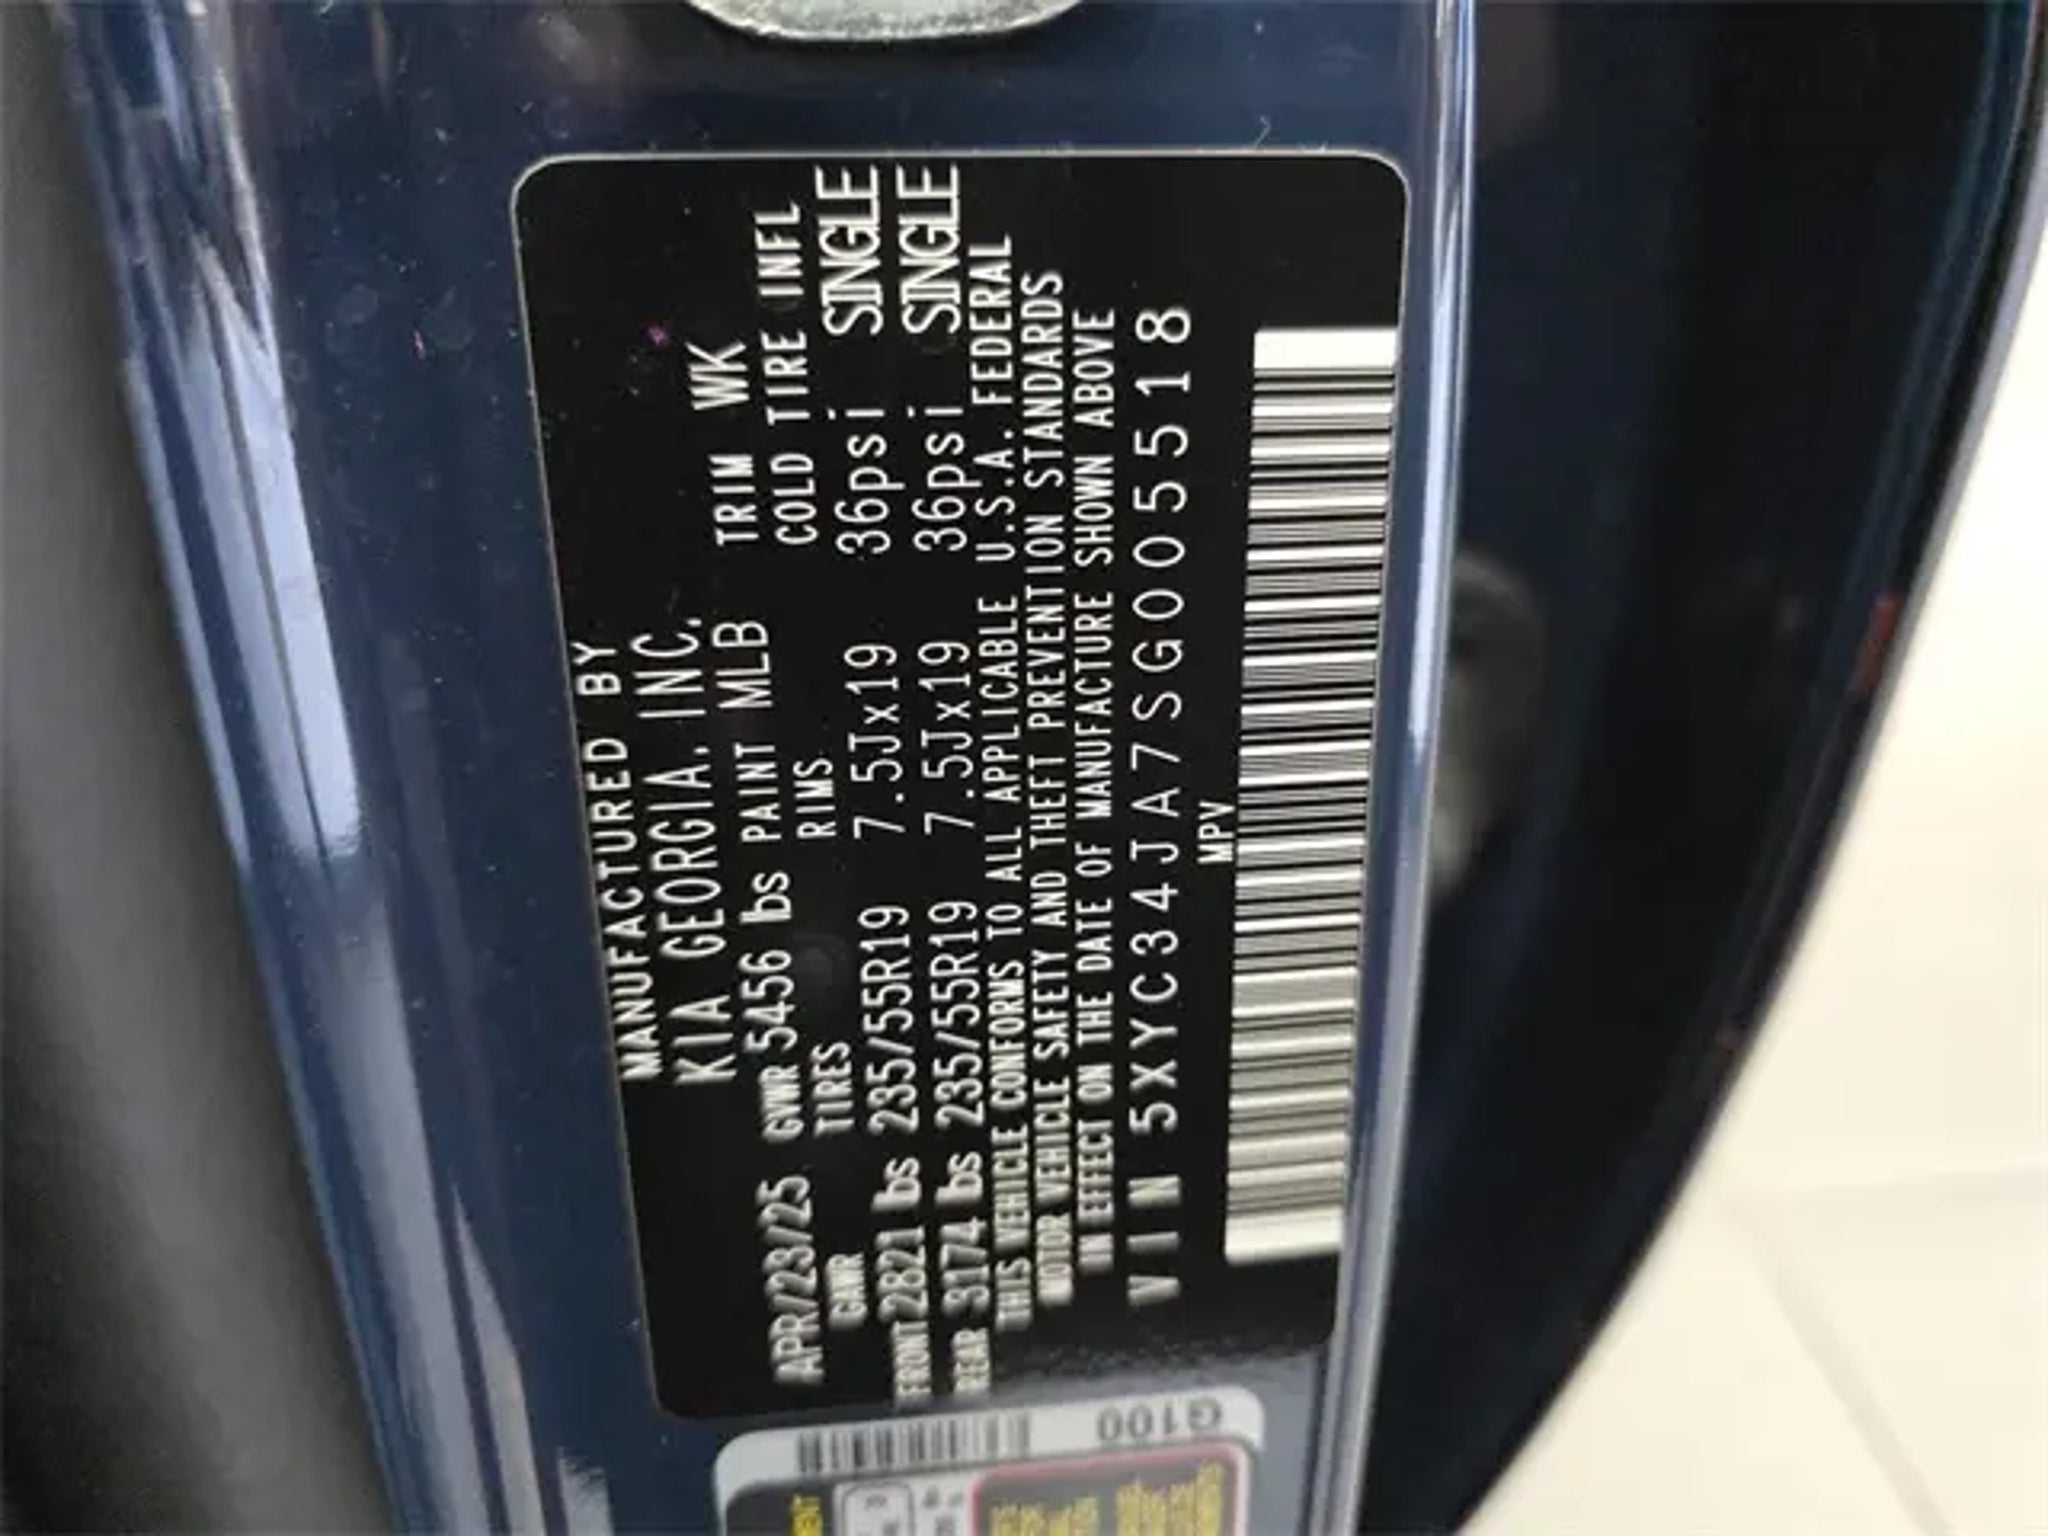 MANUFACTURED BY
KIA GEORGIA. INC.
APR/23/25 GVWR 5456 lbs PAINT MLB TRIM WK
GAWR TIRES RIMS COLD TIRE INFL
FRONT 2821 lbs 235/55R19 7.5Jx19 36psi SINGLE
REAR 3174 lbs 235/55R19 7.5Jx19 36psi SINGLE
THIS VEHICLE CONFORMS TO ALL APPLICABLE U.S.A. FEDERAL
MOTOR VEHICLE SAFETY AND THEFT PREVENTION STANDARDS
IN EFFECT ON THE DATE OF MANUFACTURE SHOWN ABOVE
VIN 5XYC34JA7SG005518
MPV
G100